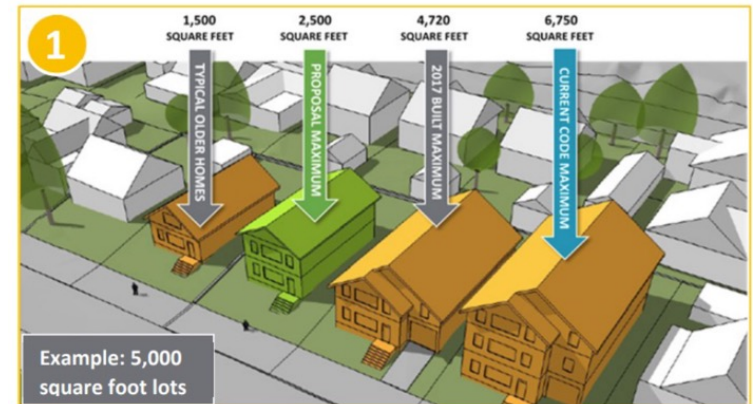 1
1,500
SQUARE FEET
2,500
SQUARE FEET
4,720
SQUARE FEET
6,750
SQUARE FEET
TYPICAL OLDER HOMES
PROPOSAL MAXIMUM
2017 BUILT MAXIMUM
CURRENT CODE MAXIMUM
Example: 5,000
square foot lots